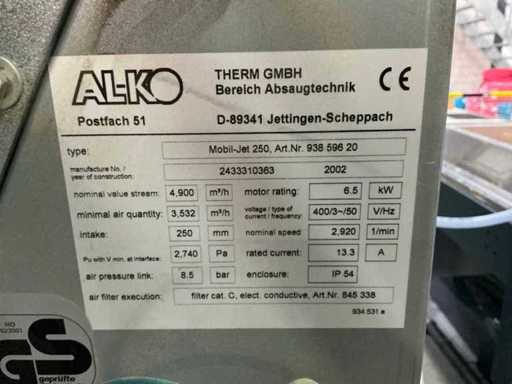 AL-KO
THERM GMBH
Bereich Absaugtechnik
CE
Postfach 51 D-89341 Jettingen-Scheppach
type: Mobil-Jet 250, Art.Nr. 938 596 20
manufacture No. / year of construction: 2433310363 2002
nominal value stream: 4,900 m³/h motor rating: 6.5 kW
minimal air quantity: 3,532 m³/h voltage / type of current / frequency: 400/3~/50 V/Hz
intake: 250 mm nominal speed 2,920 1/min
Pu with V min. at interface: 2,740 Pa rated current: 13.3 A
air pressure link: 8.5 bar enclosure: IP 54
air filter execution: filter cat. C, elect. conductive, Art.Nr. 845 338
934 531 a
GS
geprüfte